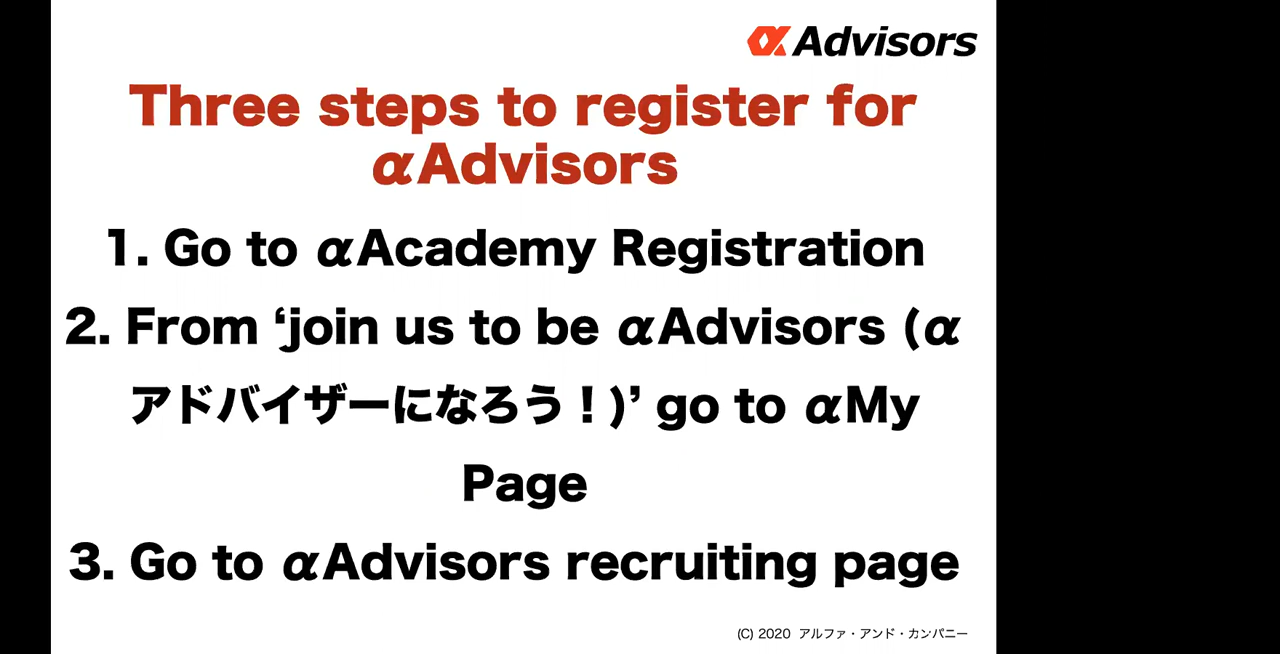 αAdvisors
Three steps to register for
αAdvisors
1. Go to αAcademy Registration
2. From ‘join us to be αAdvisors (α
アドバイザーになろう！)’ go to αMy
Page
3. Go to αAdvisors recruiting page
(C) 2020 アルファ・アンド・カンパニー